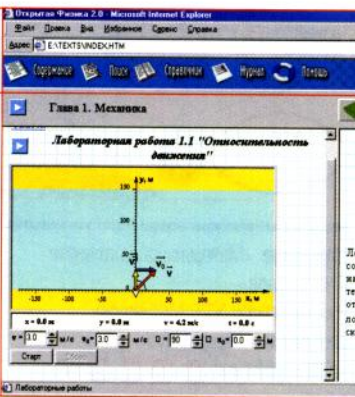 Открытая Физика 2.0 - Microsoft Internet Explorer
Файл Правка Вид Избранное Сервис Справка
Адрес E:\TEXTS\INDEX.HTM
Содержание Поиск Справочник Журнал Помощь
Глава 1. Механика
Лабораторная работа 1.1 "Относительность
движения"
y, м
150
100
50
v v₀ v
-150 -100 -50 0 50 100 150 x, м
x = 0.0 м y = 0.0 м v = 4.2 м/с t = 0.0 с
3.0 м/с 3.0 м/с 90 0.0 м
Старт Сброс
Лабораторные работы